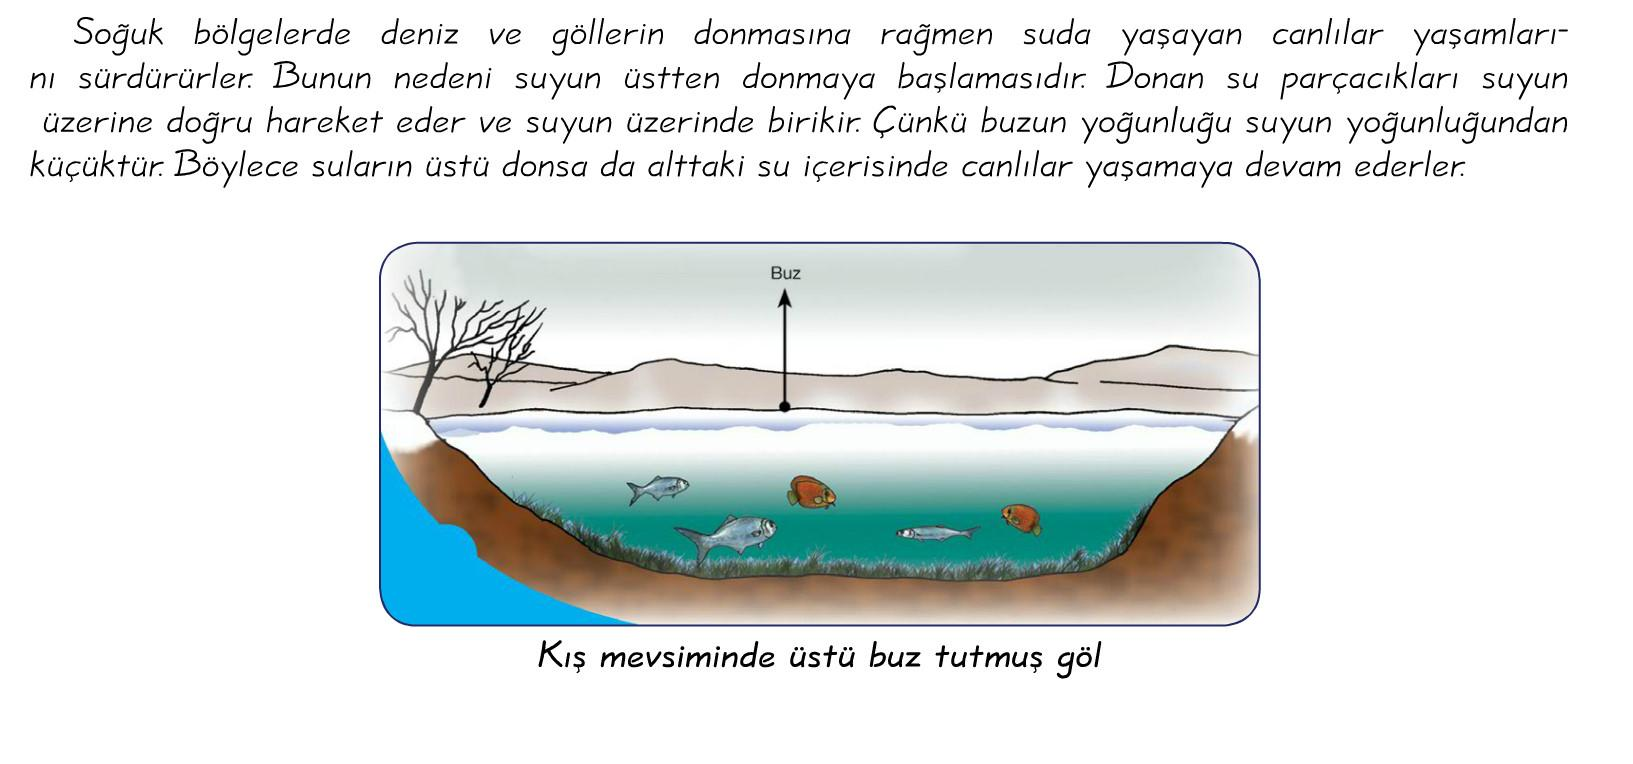 Soğuk bölgelerde deniz ve göllerin donmasına rağmen suda yaşayan canlılar yaşamları-
nı sürdürürler. Bunun nedeni suyun üstten donmaya başlamasıdır. Donan su parçacıkları suyun
üzerine doğru hareket eder ve suyun üzerinde birikir. Çünkü buzun yoğunluğu suyun yoğunluğundan
küçüktür. Böylece suların üstü donsa da alttaki su içerisinde canlılar yaşamaya devam ederler.
Buz
Kış mevsiminde üstü buz tutmuş göl